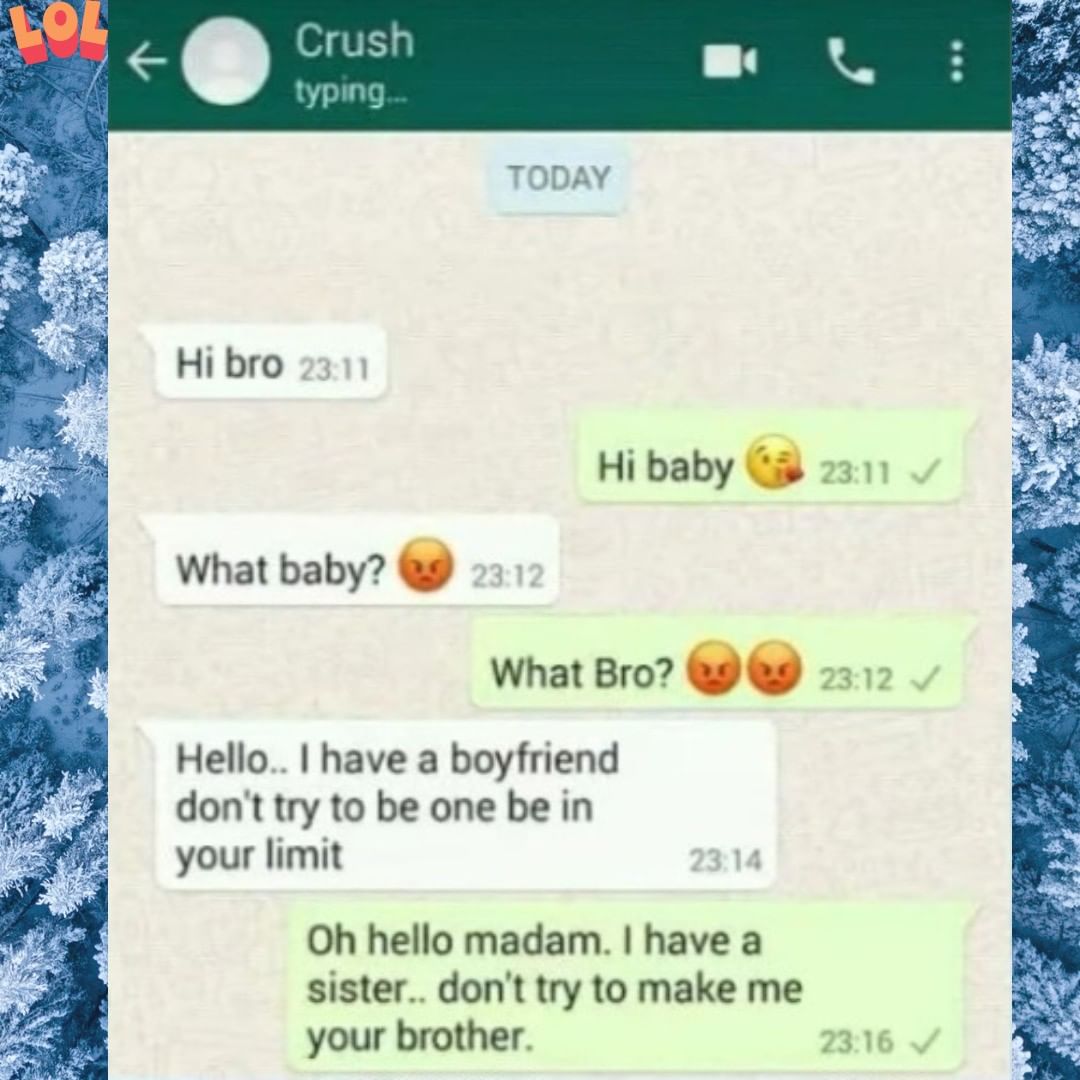 LOL
Crush
typing...
TODAY
Hi bro 23:11
Hi baby 😘 23:11
What baby? 😡 23:12
What Bro? 😡😡 23:12
Hello.. I have a boyfriend
don't try to be one be in
your limit 23:14
Oh hello madam. I have a
sister.. don't try to make me
your brother. 23:16